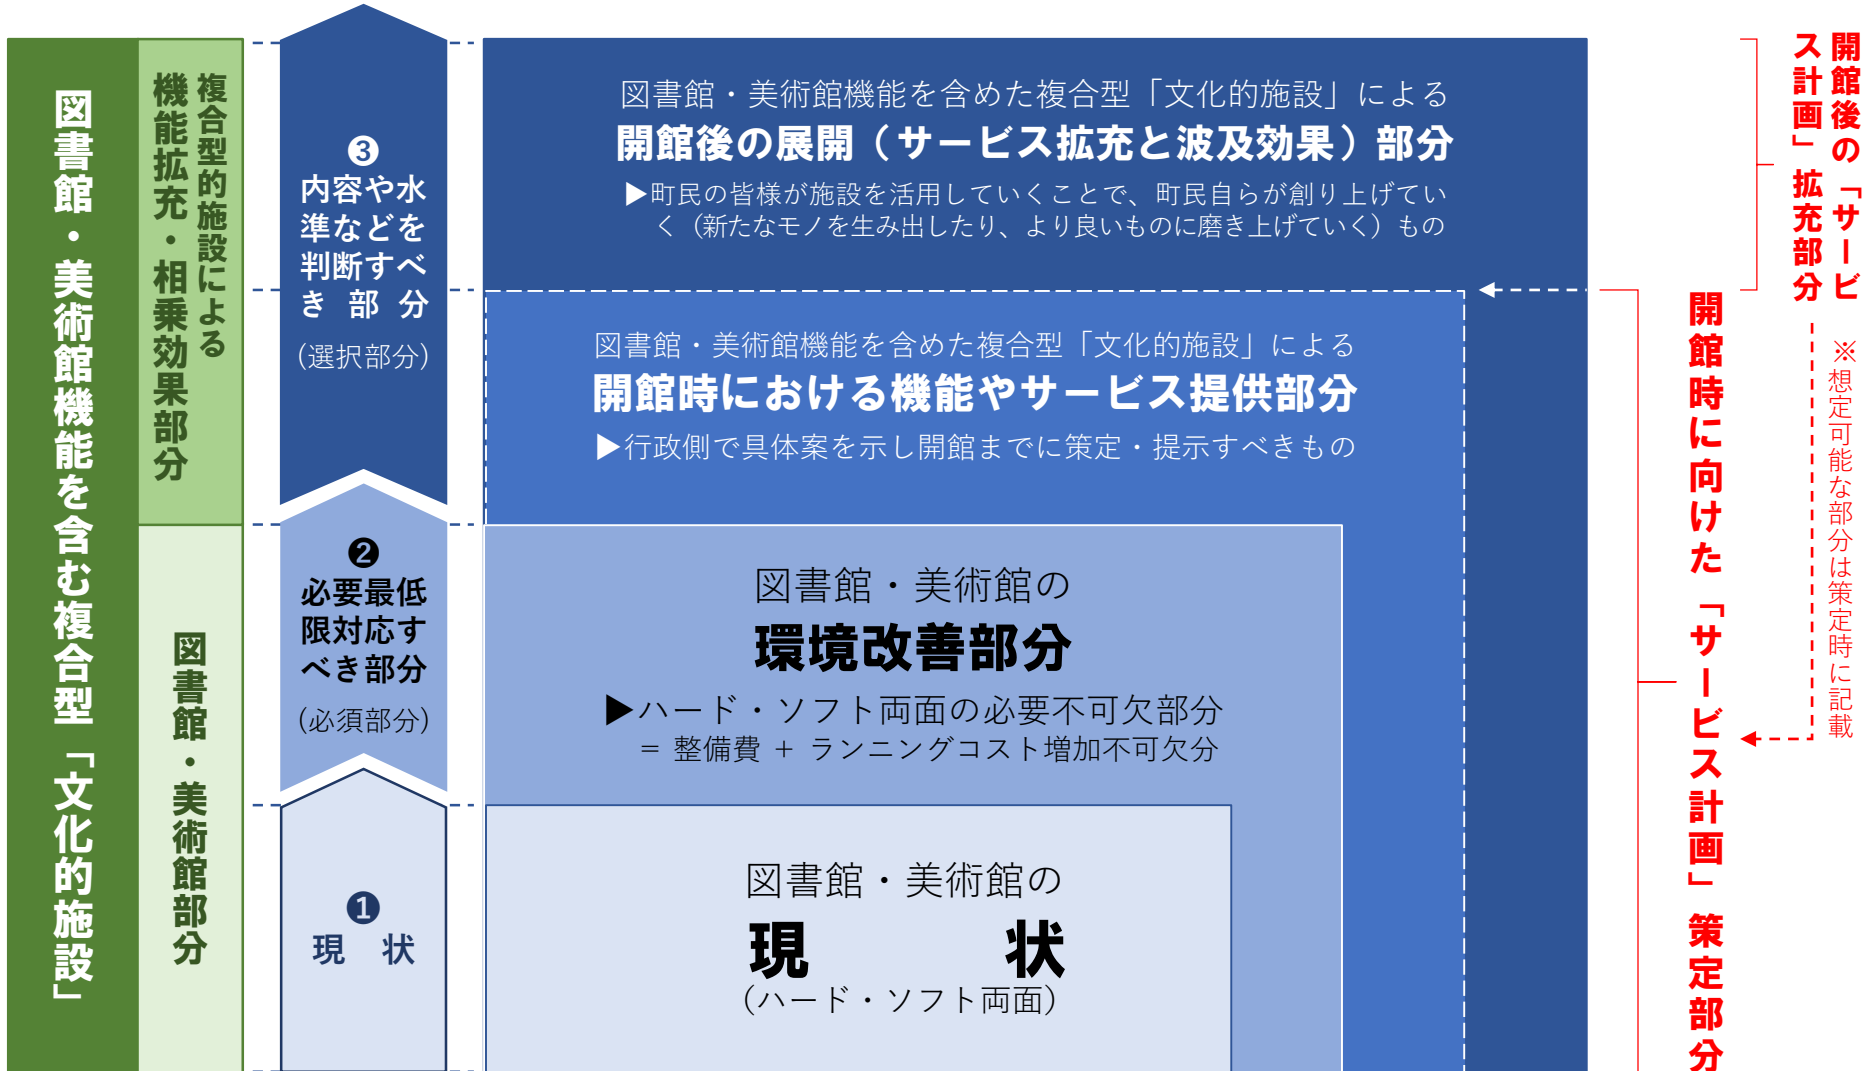 図書館・美術館機能を含む複合型「文化的施設」
複合型的施設による
機能拡充・相乗効果部分
図書館・美術館部分
❸
内容や水
準などを
判断すべ
き部分
(選択部分)
❷
必要最低
限対応す
べき部分
(必須部分)
❶
現 状
図書館・美術館機能を含めた複合型「文化的施設」による
開館後の展開(サービス拡充と波及効果)部分
▶町民の皆様が施設を活用していくことで、町民自らが創り上げてい
く(新たなモノを生み出したり、より良いものに磨き上げていく)もの
図書館・美術館機能を含めた複合型「文化的施設」による
開館時における機能やサービス提供部分
▶行政側で具体案を示し開館までに策定・提示すべきもの
図書館・美術館の
環境改善部分
▶ハード・ソフト両面の必要不可欠部分
= 整備費 + ランニングコスト増加不可欠分
図書館・美術館の
現 状
(ハード・ソフト両面)
開館後の「サービ
ス計画」拡充部分
※想定可能な部分は策定時に記載
開館時に向けた「サービス計画」策定部分